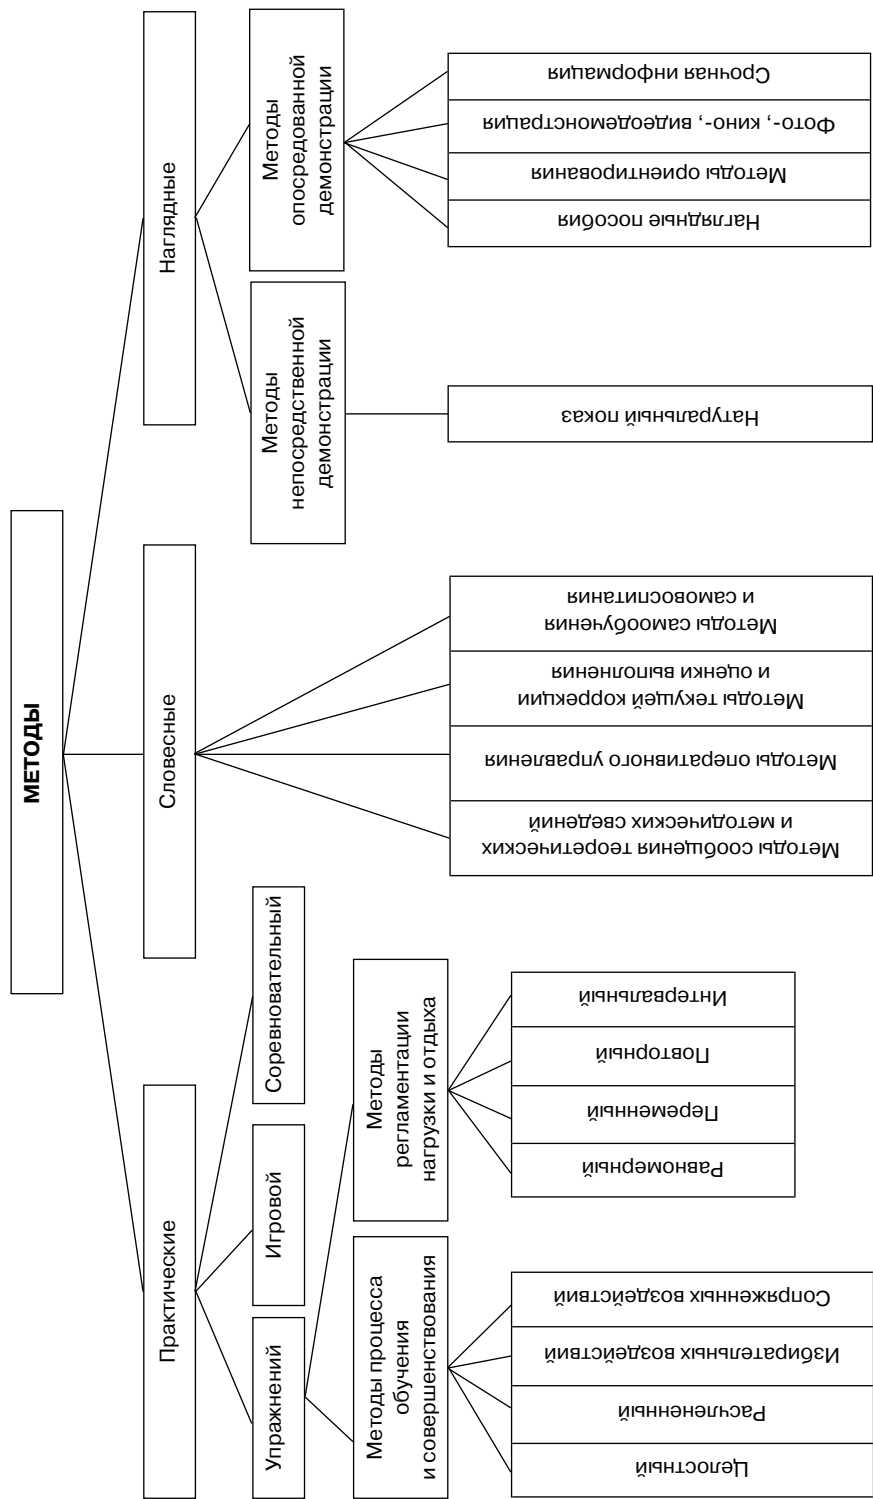 МЕТОДЫ
Практические
Словесные
Наглядные
Упражнений
Игровой
Соревновательный
Методы
непосредственной
демонстрации
Методы
опосредованной
демонстрации
Методы процесса
обучения
и совершенствования
Методы
регламентации
нагрузки и отдыха
Целостный
Расчлененный
Избирательных воздействий
Сопряженных воздействий
Равномерный
Переменный
Повторный
Интервальный
Методы сообщения теоретических
и методических сведений
Методы оперативного управления
Методы текущей коррекции
и оценки выполнения
Методы самообучения
и самовоспитания
Натуральный показ
Наглядные пособия
Методы ориентирования
Фото-, кино-, видеодемонстрация
Срочная информация